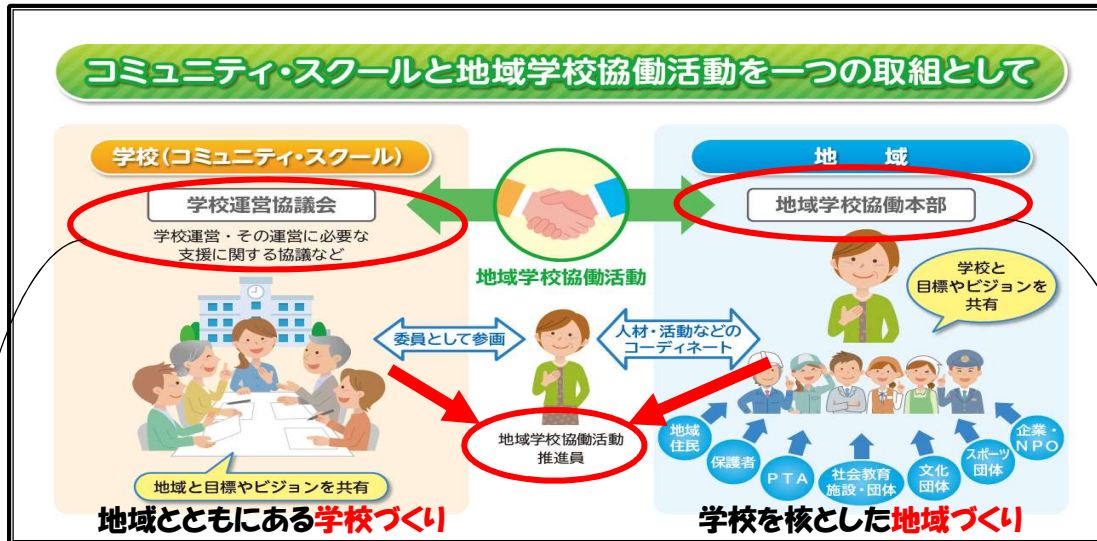 コミュニティ・スクールと地域学校協働活動を一つの取組として
学校(コミュニティ・スクール)
学校運営協議会
学校運営・その運営に必要な
支援に関する協議など
地域と目標やビジョンを共有
地域とともにある学校づくり
地域学校協働活動
委員として参画
人材・活動などの
コーディネート
地域学校協働活動
推進員
地　域
地域学校協働本部
学校と
目標やビジョンを
共有
地域
住民
保護者
PTA
社会教育
施設・団体
文化
団体
スポーツ
団体
企業・
NPO
学校を核とした地域づくり